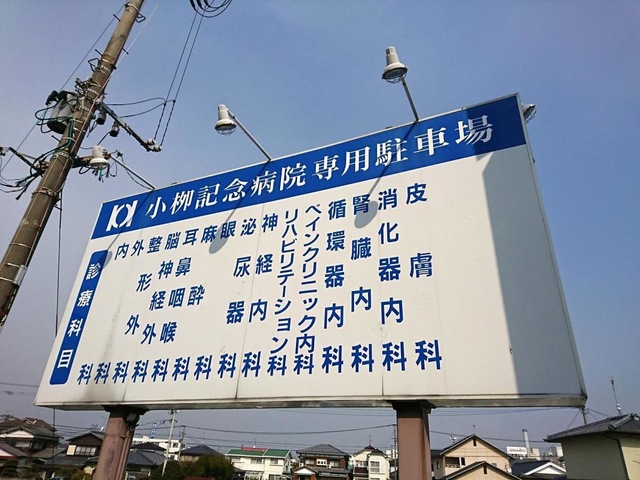 小栁記念病院専用駐車場
診療科目
内科
外科
整形外科
脳神経外科
耳鼻咽喉科
麻酔科
眼科
泌尿器科
神経内科
リハビリテーション科
ペインクリニック内科
循環器内科
腎臓内科
消化器内科
皮膚科